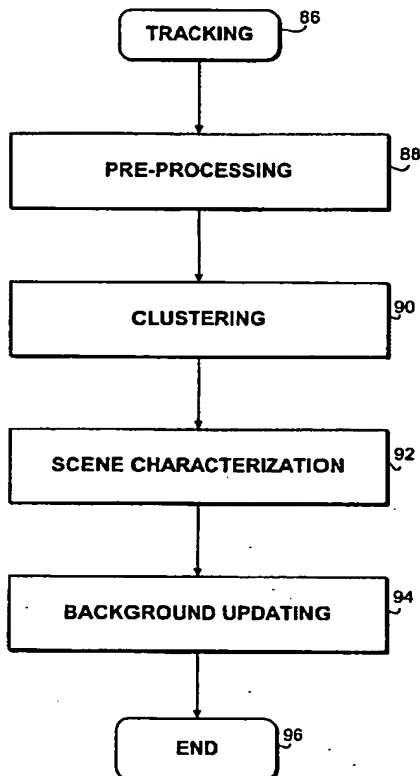 TRACKING
86
PRE-PROCESSING
88
CLUSTERING
90
SCENE CHARACTERIZATION
92
BACKGROUND UPDATING
94
END
96